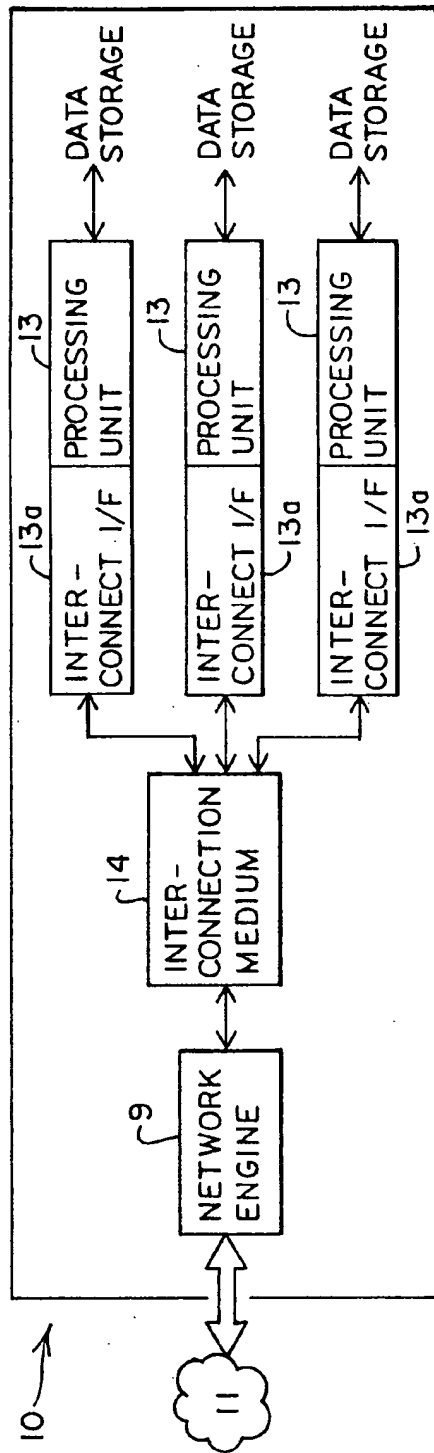 10
11
9
NETWORK
ENGINE
14
INTER-
CONNECTION
MEDIUM
13a
13
INTER-
CONNECT I/F
PROCESSING
UNIT
DATA
STORAGE
13
INTER-
CONNECT I/F
13a
PROCESSING
UNIT
DATA
STORAGE
13
INTER-
CONNECT I/F
13a
PROCESSING
UNIT
DATA
STORAGE